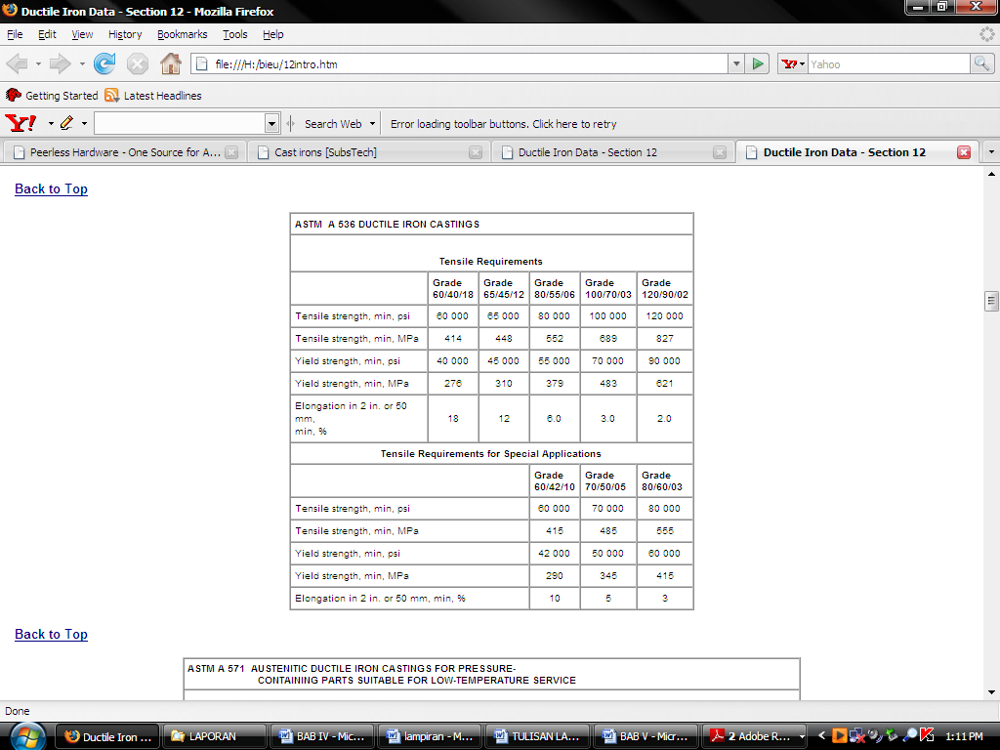 Ductile Iron Data - Section 12 - Mozilla Firefox
File Edit View History Bookmarks Tools Help
file:///H:/bieu/12intro.htm
Yahoo
Getting Started Latest Headlines
Y! Search Web Error loading toolbar buttons. Click here to retry
Peerless Hardware - One Source for A... Cast irons [SubsTech] Ductile Iron Data - Section 12 Ductile Iron Data - Section 12
Back to Top
ASTM A 536 DUCTILE IRON CASTINGS
Tensile Requirements
Grade Grade Grade Grade Grade
60/40/18 65/45/12 80/55/06 100/70/03 120/90/02
Tensile strength, min, psi 60 000 65 000 80 000 100 000 120 000
Tensile strength, min, MPa 414 448 552 689 827
Yield strength, min, psi 40 000 45 000 55 000 70 000 90 000
Yield strength, min, MPa 276 310 379 483 621
Elongation in 2 in. or 50
mm, 18 12 6.0 3.0 2.0
min, %
Tensile Requirements for Special Applications
Grade Grade Grade
60/42/10 70/50/05 80/60/03
Tensile strength, min, psi 60 000 70 000 80 000
Tensile strength, min, MPa 415 485 555
Yield strength, min, psi 42 000 50 000 60 000
Yield strength, min, MPa 290 345 415
Elongation in 2 in. or 50 mm, min, % 10 5 3
Back to Top
ASTM A 571 AUSTENITIC DUCTILE IRON CASTINGS FOR PRESSURE-
CONTAINING PARTS SUITABLE FOR LOW-TEMPERATURE SERVICE
Done
Ductile Iron ... LAPORAN BAB IV - Mic... lampiran - M... TULISAN LA... BAB V - Micr... 2 Adobe R... 1:11 PM